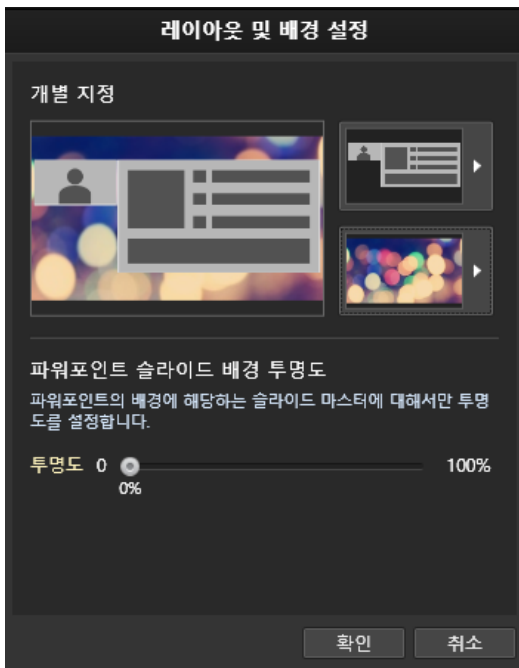 레이아웃 및 배경 설정
개별 지정
파워포인트 슬라이드 배경 투명도
파워포인트의 배경에 해당하는 슬라이드 마스터에 대해서만 투명
도를 설정합니다.
투명도 0 100%
0%
확인 취소